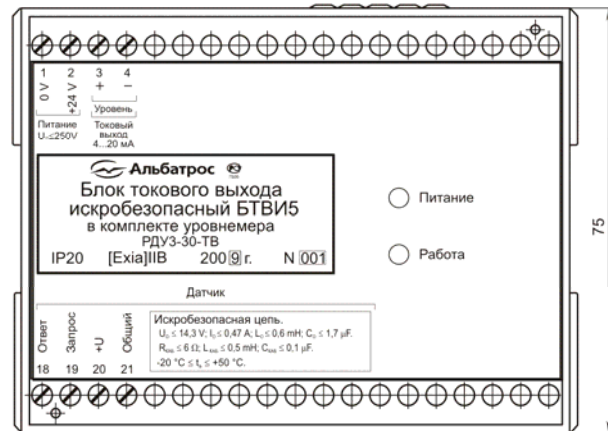 1 2 3 4
0 V +24 V + −
Уровень
Питание Токовый
U₌≤250V выход
4...20 мА
Альбатрос
Блок токового выхода
искробезопасный БТВИ5
в комплекте уровнемера
РДУ3-30-ТВ
IP20 [Exia]IIB 200 9 г. N 001
Питание
Работа
75
Датчик
Ответ Запрос +U Общий
18 19 20 21
Искробезопасная цепь.
U₀ ≤ 14,3 V; I₀ ≤ 0,47 A; L₀ ≤ 0,6 mH; C₀ ≤ 1,7 µF.
Rкаб ≤ 6 Ω; Lкаб ≤ 0,5 mH; Cкаб ≤ 0,1 µF.
-20 °C ≤ tₐ ≤ +50 °C.